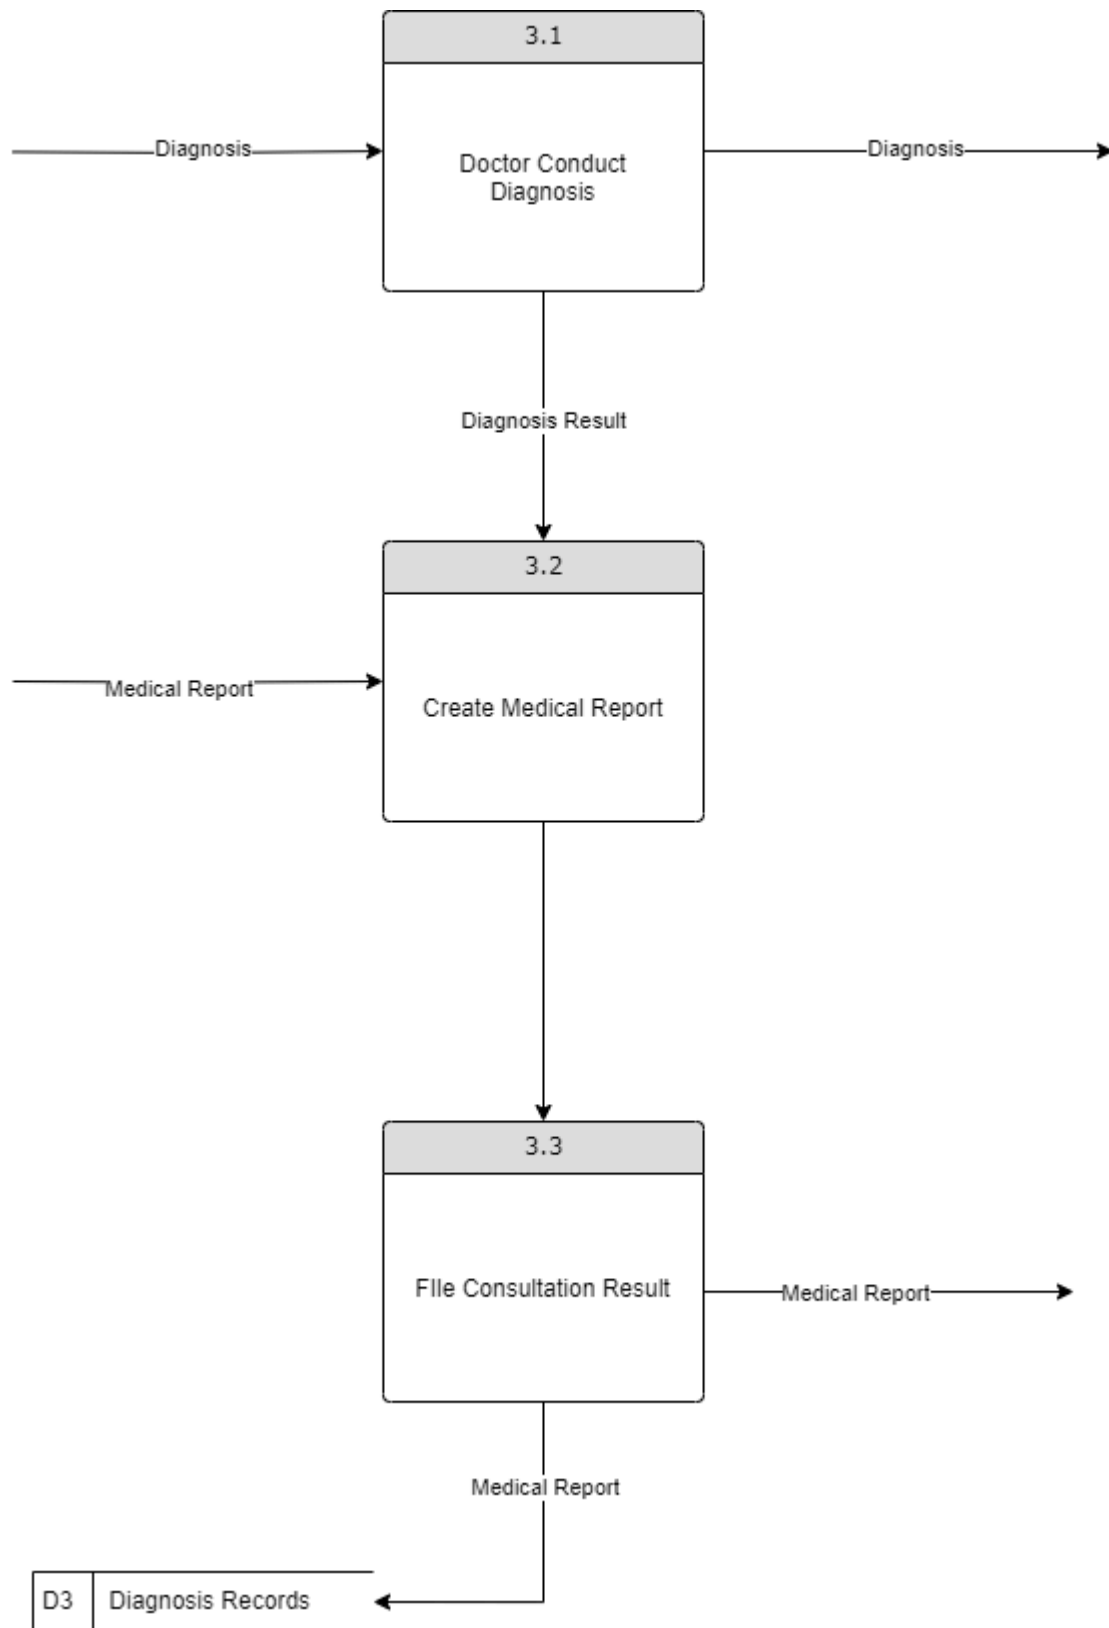 3.1
Diagnosis
Doctor Conduct
Diagnosis
Diagnosis
Diagnosis Result
3.2
Medical Report
Create Medical Report
3.3
FIle Consultation Result
Medical Report
Medical Report
D3
Diagnosis Records